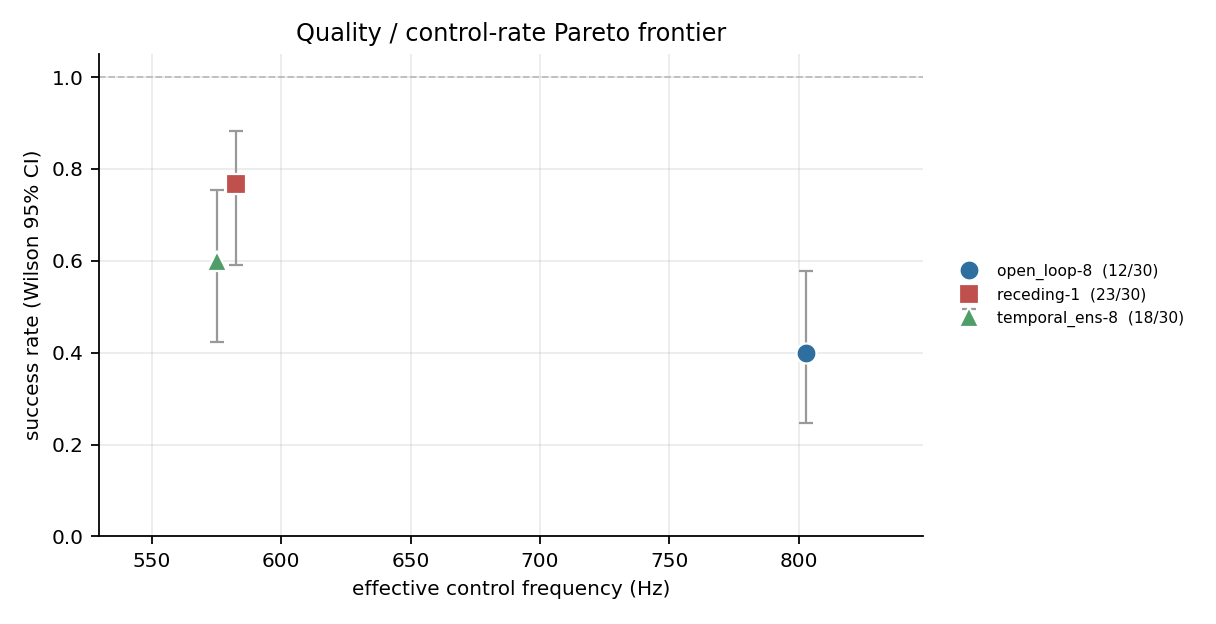 Quality / control-rate Pareto frontier
success rate (Wilson 95% CI)
1.0
0.8
0.6
0.4
0.2
0.0
550 600 650 700 750 800
effective control frequency (Hz)
open_loop-8 (12/30)
receding-1 (23/30)
temporal_ens-8 (18/30)